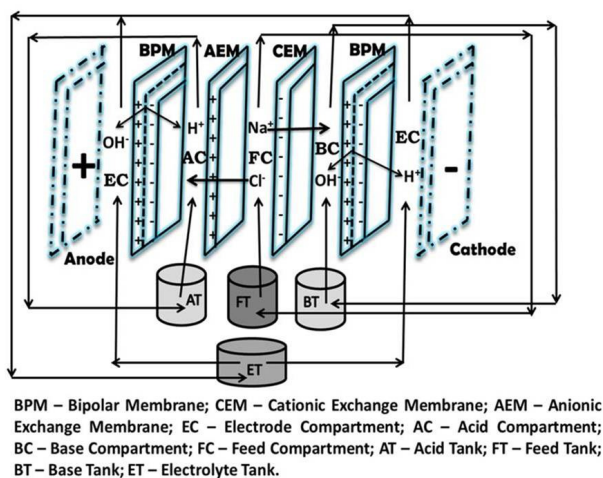 BPM AEM CEM BPM
OH⁻ H⁺ Na⁺ EC
AC FC BC
EC Cl⁻ OH⁻ H⁺
+ -
Anode Cathode
AT FT BT
ET
BPM – Bipolar Membrane; CEM – Cationic Exchange Membrane; AEM – Anionic
Exchange Membrane; EC – Electrode Compartment; AC – Acid Compartment;
BC – Base Compartment; FC – Feed Compartment; AT – Acid Tank; FT – Feed Tank;
BT – Base Tank; ET – Electrolyte Tank.